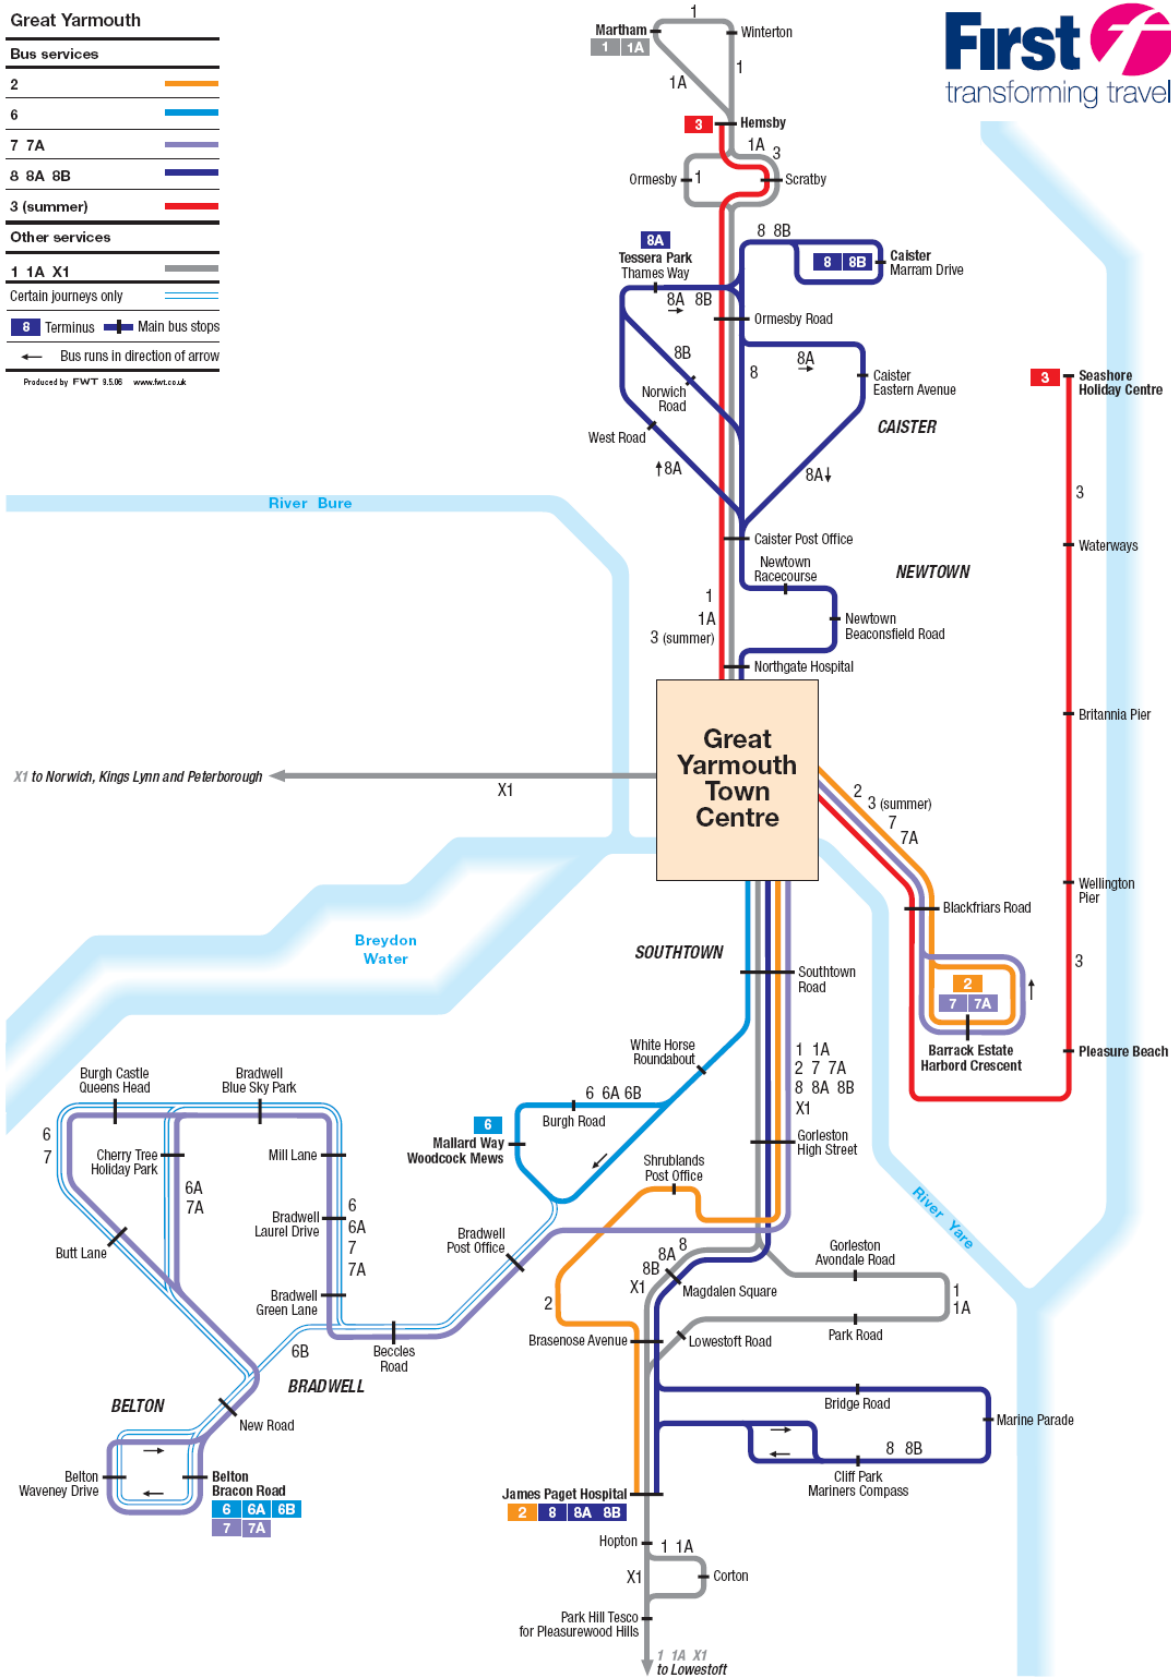 Great Yarmouth
Bus services
2
6
7 7A
8 8A 8B
3 (summer)
Other services
1 1A X1
Certain journeys only
8 Terminus Main bus stops
Bus runs in direction of arrow
Produced by FWT 9.5.06 www.fwt.co.uk
First
transforming travel
1
Martham
1 1A
Winterton
1
1A
3
Hemsby
1A
3
Ormesby
1
Scratby
8 8B
8A
Tessera Park
Thames Way
8 8B
Caister
Marram Drive
8A 8B
Ormesby Road
8B
8
8A
Norwich
Road
Caister
Eastern Avenue
West Road
8A
CAISTER
8A
3
Seashore
Holiday Centre
3
Waterways
Britannia Pier
Wellington
Pier
3
Pleasure Beach
River Bure
Caister Post Office
Newtown
Racecourse
NEWTOWN
1
1A
3 (summer)
Newtown
Beaconsfield Road
Northgate Hospital
Great
Yarmouth
Town
Centre
X1 to Norwich, Kings Lynn and Peterborough
X1
2
3 (summer)
7
7A
Blackfriars Road
2
7 7A
Barrack Estate
Harbord Crescent
Breydon
Water
SOUTHTOWN
Southtown
Road
White Horse
Roundabout
1 1A
2 7 7A
8 8A 8B
X1
6 6A 6B
Burgh Road
6
Mallard Way
Woodcock Mews
Gorleston
High Street
Shrublands
Post Office
River Yare
Burgh Castle
Queens Head
Bradwell
Blue Sky Park
6
7
Cherry Tree
Holiday Park
Mill Lane
6A
7A
Bradwell
Laurel Drive
6
6A
7
7A
Butt Lane
Bradwell
Green Lane
Bradwell
Post Office
6B
Beccles
Road
BRADWELL
BELTON
New Road
Belton
Waveney Drive
Belton
Bracon Road
6 6A 6B
7 7A
8
8A
8B
X1
Magdalen Square
2
Gorleston
Avondale Road
1
1A
Park Road
Brasenose Avenue
Lowestoft Road
Bridge Road
Marine Parade
8 8B
Cliff Park
Mariners Compass
James Paget Hospital
2 8 8A 8B
Hopton
1 1A
X1
Corton
Park Hill Tesco
for Pleasurewood Hills
1 1A X1
to Lowestoft